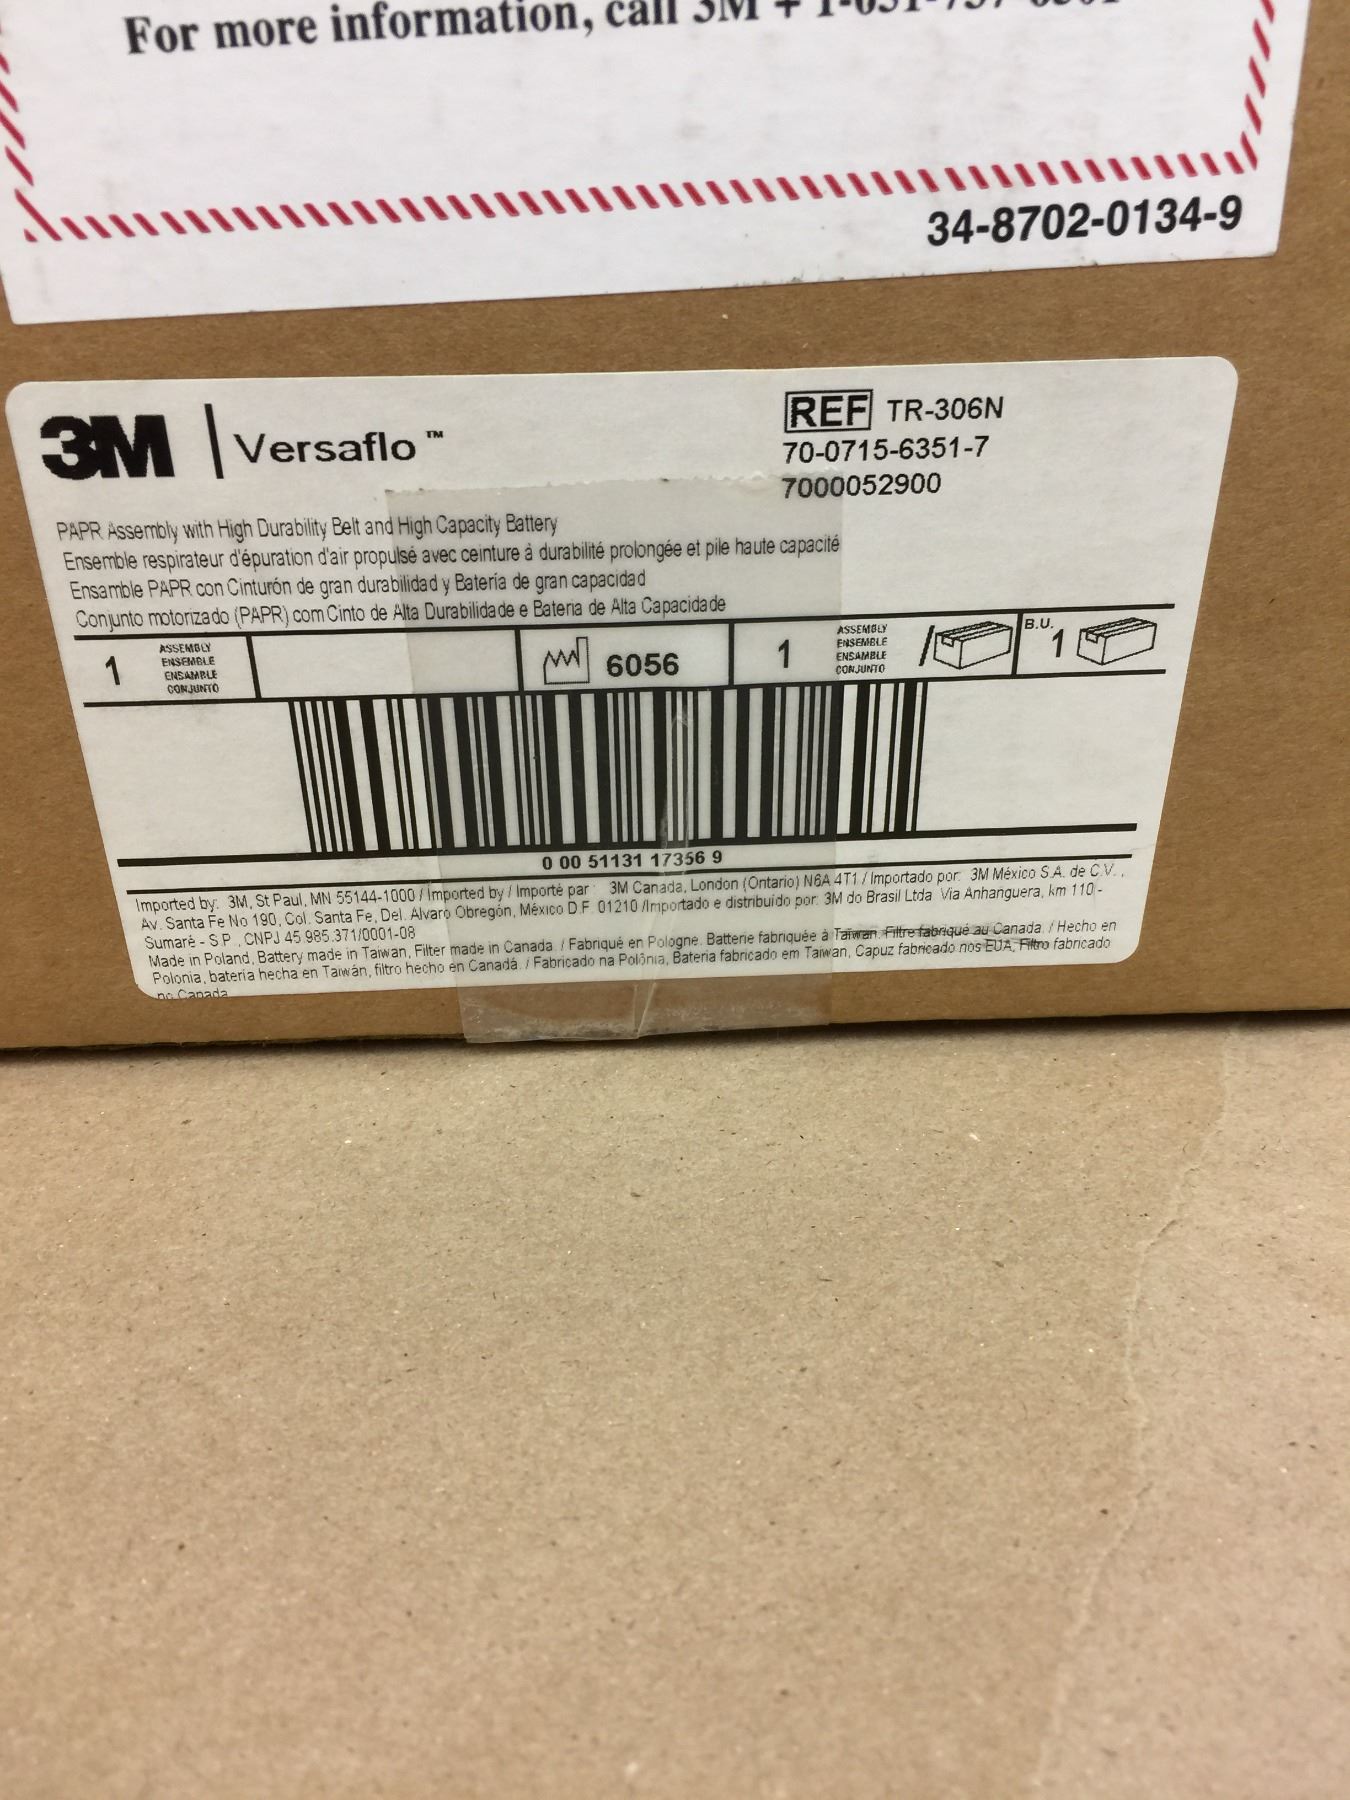 For more information, call 3M + 1-651-737-6501
34-8702-0134-9
3M | Versaflo™
REF TR-306N
70-0715-6351-7
7000052900
PAPR Assembly with High Durability Belt and High Capacity Battery
Ensemble respirateur d'épuration d'air propulsé avec ceinture à durabilité prolongée et pile haute capacité
Ensamble PAPR con Cinturón de gran durabilidad y Batería de gran capacidad
Conjunto motorizado (PAPR) com Cinto de Alta Durabilidade e Bateria de Alta Capacidade
1
ASSEMBLY
ENSEMBLE
ENSAMBLE
CONJUNTO
6056
1
ASSEMBLY
ENSEMBLE
ENSAMBLE
CONJUNTO
/
B.U.
1
0 00 51131 17356 9
Imported by: 3M, St Paul, MN 55144-1000 / Imported by / Importé par : 3M Canada, London (Ontario) N6A 4T1 / Importado por: 3M México S.A. de C.V.,
Av. Santa Fe No 190, Col. Santa Fe, Del. Alvaro Obregón, México D.F. 01210 /Importado e distribuído por: 3M do Brasil Ltda Via Anhanguera, km 110 -
Sumaré - S.P., CNPJ 45.985.371/0001-08
Made in Poland, Battery made in Taiwan, Filter made in Canada. / Fabriqué en Pologne. Batterie fabriquée à Taïwan. Filtre fabriqué au Canada. / Hecho en
Polonia, batería hecha en Taiwán, filtro hecho en Canadá. / Fabricado na Polônia, Bateria fabricado em Taiwan, Capuz fabricado nos EUA, Filtro fabricado
no Canada